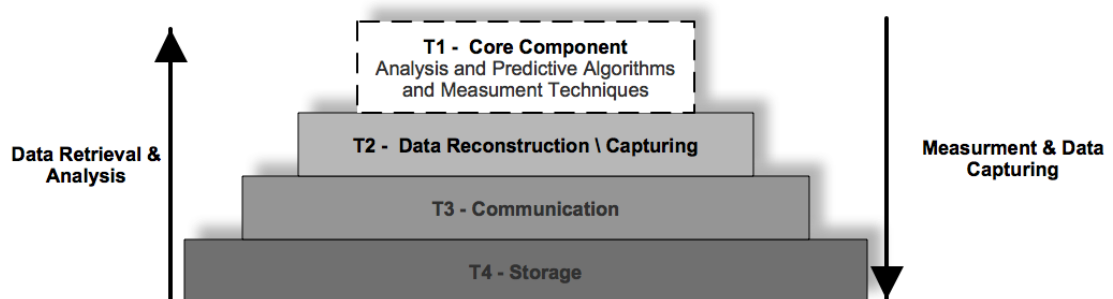 T1 - Core Component
Analysis and Predictive Algorithms
and Measument Techniques
T2 - Data Reconstruction \ Capturing
Data Retrieval &
Analysis
Measurment & Data
Capturing
T3 - Communication
T4 - Storage